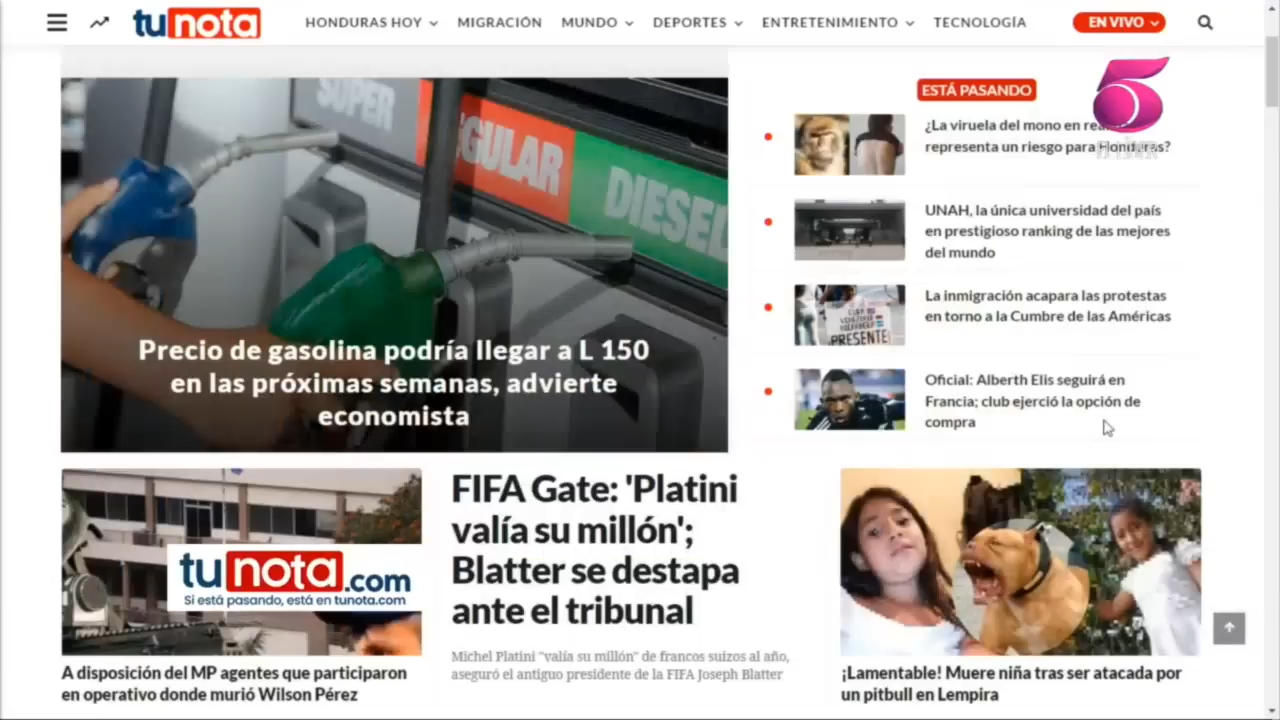 tunota
HONDURAS HOY
MIGRACIÓN
MUNDO
DEPORTES
ENTRETENIMIENTO
TECNOLOGÍA
EN VIVO
SUPER
GULAR
DIESEL
Precio de gasolina podría llegar a L 150
en las próximas semanas, advierte
economista
ESTÁ PASANDO
5
¿La viruela del mono en
representa un riesgo para Honduras?
UNAH, la única universidad del país
en prestigioso ranking de las mejores
del mundo
La inmigración acapara las protestas
en torno a la Cumbre de las Américas
PRESENTE
Oficial: Alberth Elis seguirá en
Francia; club ejerció la opción de
compra
tunota.com
Si está pasando, está en tunota.com
A disposición del MP agentes que participaron
en operativo donde murió Wilson Pérez
FIFA Gate: 'Platini
valía su millón';
Blatter se destapa
ante el tribunal
Michel Platini "valía su millón" de francos suizos al año,
aseguró el antiguo presidente de la FIFA Joseph Blatter
¡Lamentable! Muere niña tras ser atacada por
un pitbull en Lempira